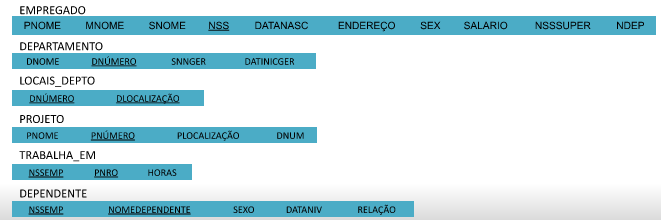 EMPREGADO
PNOME MNOME SNOME NSS DATANASC ENDEREÇO SEX SALARIO NSSSUPER NDEP
DEPARTAMENTO
DNOME DNÚMERO SNNGER DATINICGER
LOCAIS_DEPTO
DNÚMERO DLOCALIZAÇÃO
PROJETO
PNOME PNÚMERO PLOCALIZAÇÃO DNUM
TRABALHA_EM
NSSEMP PNRO HORAS
DEPENDENTE
NSSEMP NOMEDEPENDENTE SEXO DATANIV RELAÇÃO